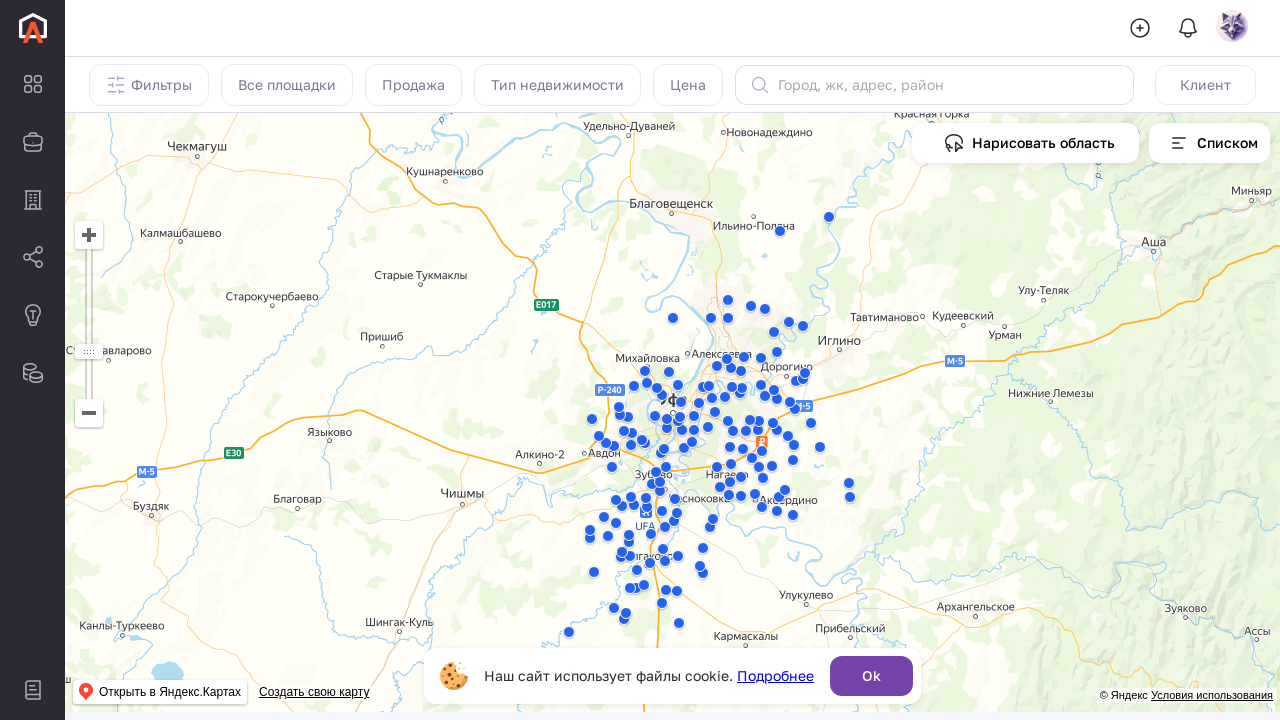 Фильтры
Все площадки
Продажа
Тип недвижимости
Цена
Город, жк, адрес, район
Клиент
Нарисовать область
Списком
Красная Горка
Удельно-Дуваней
Новонадеждино
Чекмагуш
Кушнаренково
Миньяр
Благовещенск
Ильино-Поляна
Калмашбашево
Аша
Старые Тукмаклы
Старокучербаево
E017
Улу-Теляк
Тавтиманово
Кудеевский
Урман
Пришиб
Иглино
Михайловка
Алексеевка
М-5
Дорогино
Р-240
Нижние Лемезы
М-5
Языково
E30
Алкино-2
Авдон
М-5
Зубово
Нагаево
Благовар
Чишмы
Акбердино
Буздяк
UFA
Улукулево
Архангельское
Зуяково
Канлы-Туркеево
Шингак-Куль
Прибельский
Кармаскалы
Ассы
Наш сайт использует файлы cookie. Подробнее
Ok
Открыть в Яндекс.Картах
Создать свою карту
© Яндекс Условия использования